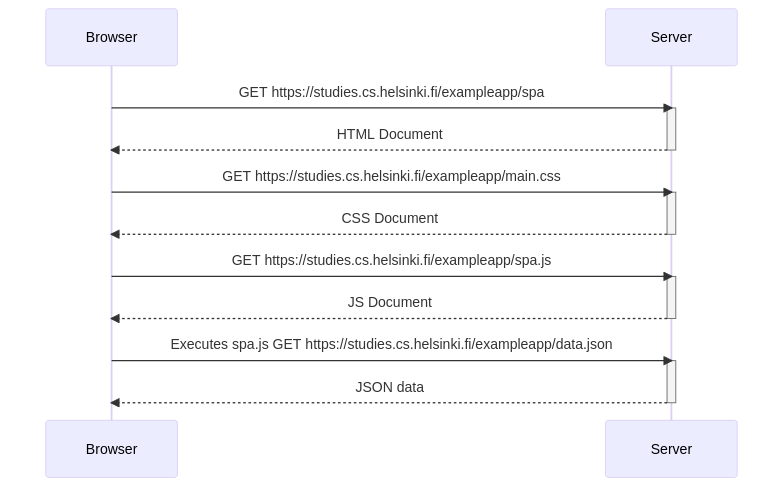 Browser
Server
GET https://studies.cs.helsinki.fi/exampleapp/spa
HTML Document
GET https://studies.cs.helsinki.fi/exampleapp/main.css
CSS Document
GET https://studies.cs.helsinki.fi/exampleapp/spa.js
JS Document
Executes spa.js GET https://studies.cs.helsinki.fi/exampleapp/data.json
JSON data
Browser
Server